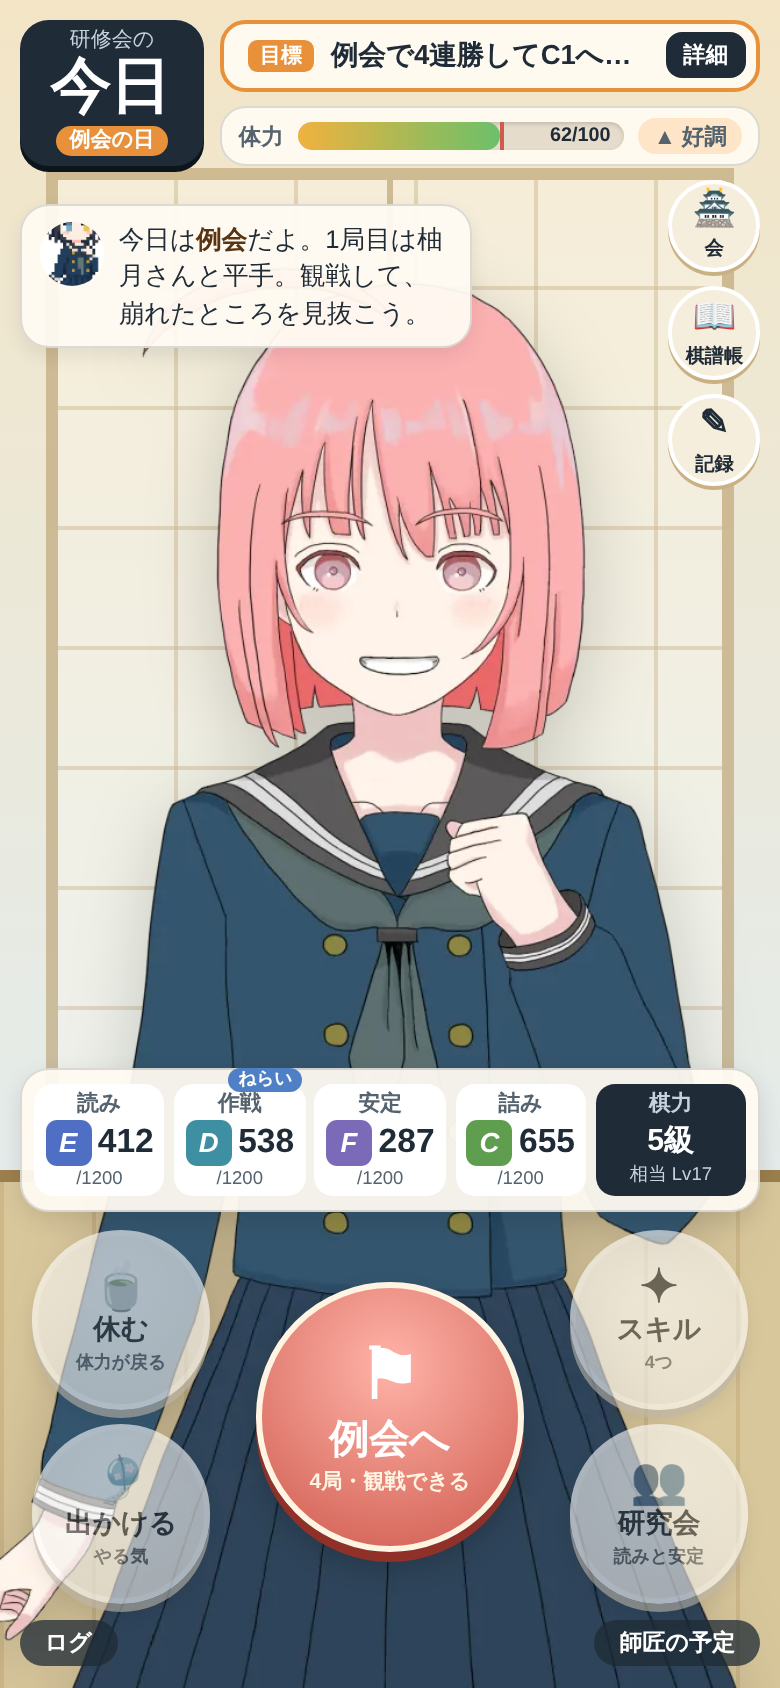 研修会の
今日
例会の日
目標 例会で4連勝してC1へ… 詳細
体力 62/100 ▲ 好調
今日は例会だよ。1局目は柚
月さんと平手。観戦して、
崩れたところを見抜こう。
会
棋譜帳
記録
ねらい
読み
E 412
/1200
作戦
D 538
/1200
安定
F 287
/1200
詰み
C 655
/1200
棋力
5級
相当 Lv17
休む
体力が戻る
スキル
4つ
例会へ
4局・観戦できる
出かける
やる気
研究会
読みと安定
ログ
師匠の予定